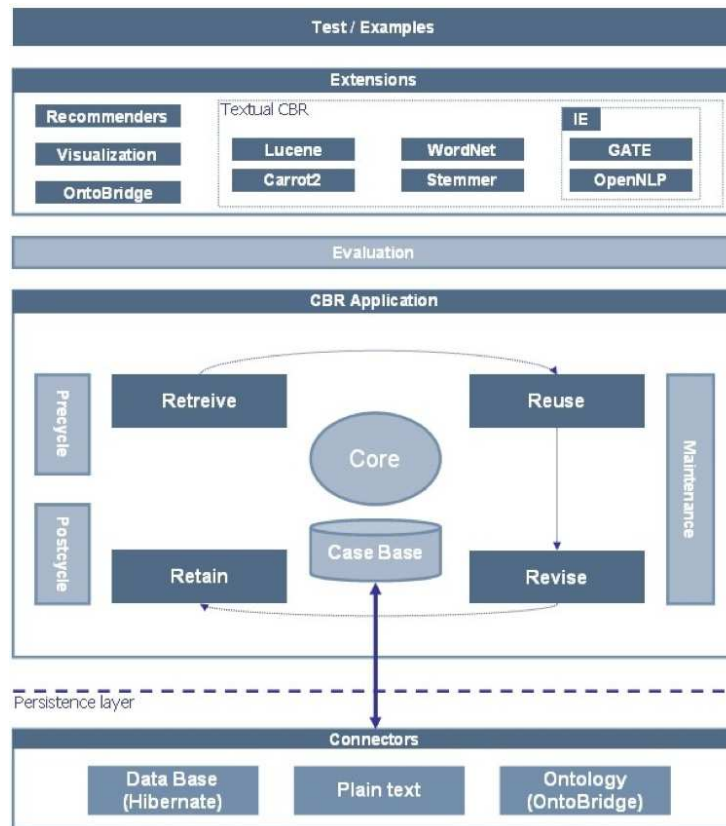 Test / Examples
Extensions
Recommenders
Visualization
OntoBridge
Textual CBR
Lucene
WordNet
Carrot2
Stemmer
IE
GATE
OpenNLP
Evaluation
CBR Application
Precycle
Postcycle
Retreive
Reuse
Core
Case Base
Retain
Revise
Maintenance
Persistence layer
Connectors
Data Base
(Hibernate)
Plain text
Ontology
(OntoBridge)